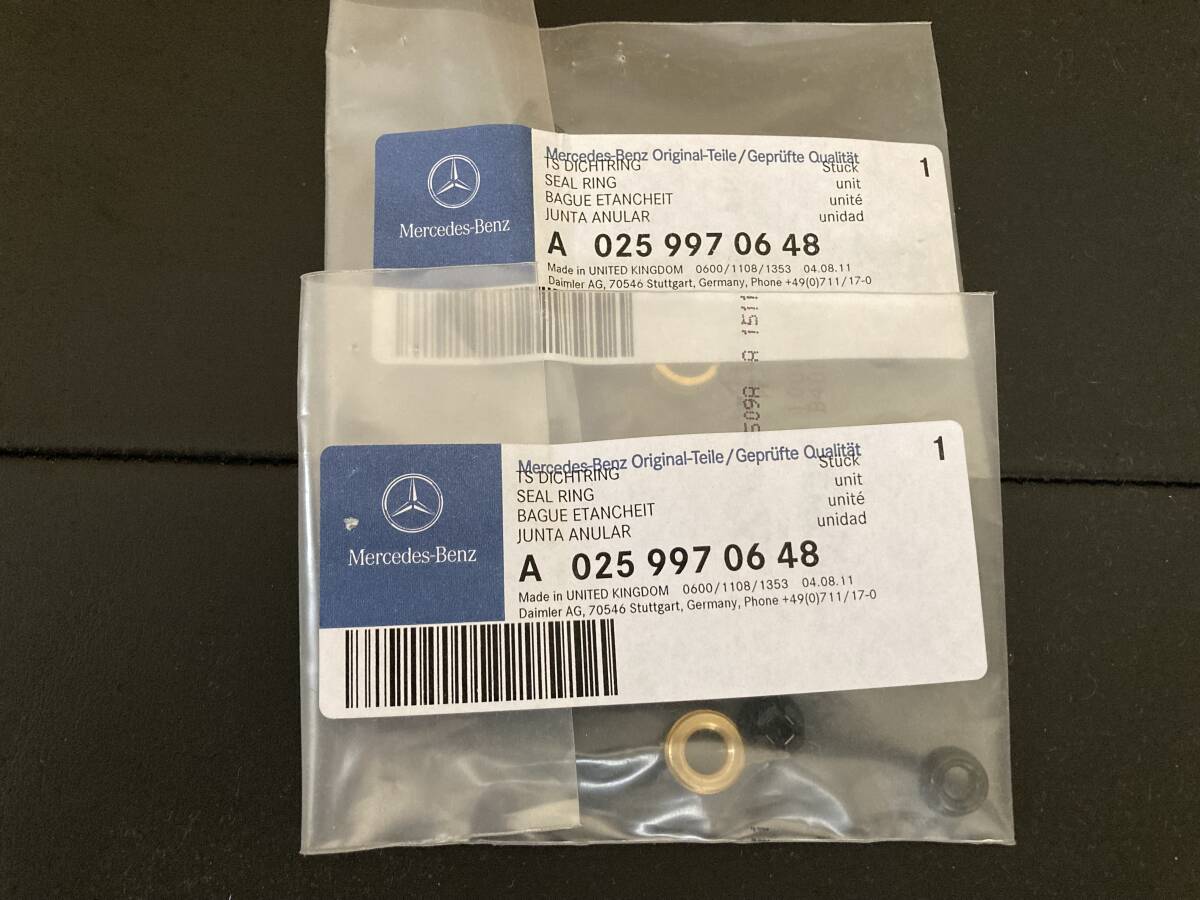 Mercedes-Benz
Mercedes-Benz Original-Teile/Geprüfte Qualität
1
TS DICHTRING Stück
SEAL RING unit
BAGUE ETANCHEIT unité
JUNTA ANULAR unidad
A 025 997 06 48
Made in UNITED KINGDOM 0600/1108/1353 04.08.11
Daimler AG, 70546 Stuttgart, Germany, Phone +49(0)711/17-0
Mercedes-Benz
Mercedes-Benz Original-Teile/Geprüfte Qualität
1
TS DICHTRING Stück
SEAL RING unit
BAGUE ETANCHEIT unité
JUNTA ANULAR unidad
A 025 997 06 48
Made in UNITED KINGDOM 0600/1108/1353 04.08.11
Daimler AG, 70546 Stuttgart, Germany, Phone +49(0)711/17-0